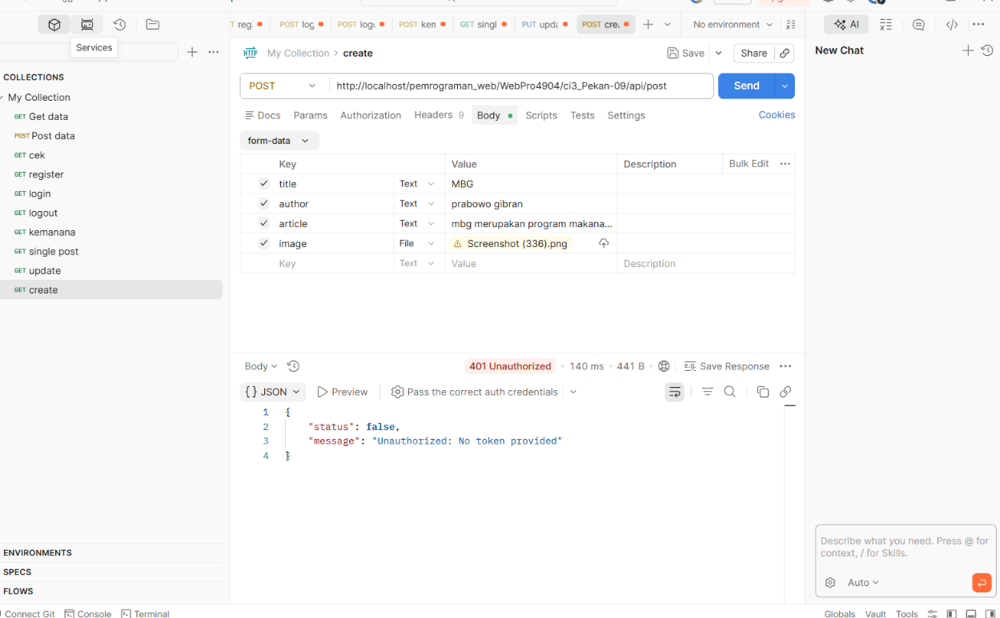 Services
COLLECTIONS
My Collection
GET Get data
POST Post data
GET cek
GET register
GET login
GET logout
GET kemanana
GET single post
GET update
GET create
ENVIRONMENTS
SPECS
FLOWS
Connect Git Console Terminal
POST POST POST ken GET singl PUT upda POST cre
No environment
HTTP My Collection > create
Save Share
POST http://localhost/pemrograman_web/WebPro4904/ci3_Pekan-09/api/post Send
Docs Params Authorization Headers 9 Body Scripts Tests Settings Cookies
form-data
Key Value Description Bulk Edit
title Text MBG
author Text prabowo gibran
article Text mbg merupakan program makana...
image File Screenshot (336).png
Key Text Value Description
Body 401 Unauthorized 140 ms 441 B e.g. Save Response
{ } JSON Preview Pass the correct auth credentials
1 {
2 "status": false,
3 "message": "Unauthorized: No token provided"
4 }
AI
New Chat
Describe what you need. Press @ for
context, / for Skills.
Auto
Globals Vault Tools